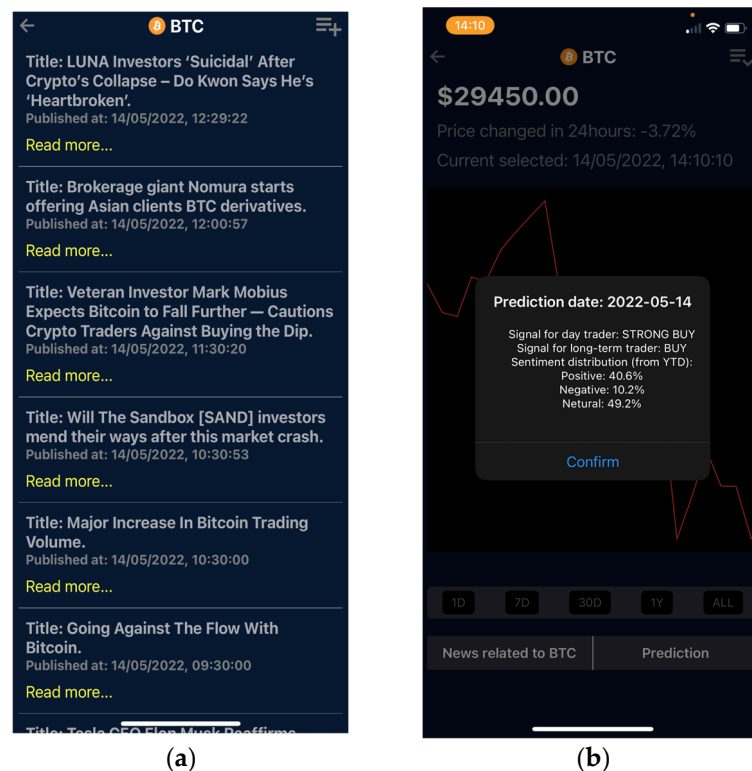 BTC
Title: LUNA Investors ‘Suicidal’ After
Crypto’s Collapse – Do Kwon Says He’s
‘Heartbroken’.
Published at: 14/05/2022, 12:29:22
Read more...
Title: Brokerage giant Nomura starts
offering Asian clients BTC derivatives.
Published at: 14/05/2022, 12:00:57
Read more...
Title: Veteran Investor Mark Mobius
Expects Bitcoin to Fall Further — Cautions
Crypto Traders Against Buying the Dip.
Published at: 14/05/2022, 11:30:20
Read more...
Title: Will The Sandbox [SAND] investors
mend their ways after this market crash.
Published at: 14/05/2022, 10:30:53
Read more...
Title: Major Increase In Bitcoin Trading
Volume.
Published at: 14/05/2022, 10:30:00
Read more...
Title: Going Against The Flow With
Bitcoin.
Published at: 14/05/2022, 09:30:00
Read more...
Title: Tesla CEO Elon Musk Reaffirms
(a)
14:10
BTC
$29450.00
Price changed in 24hours: -3.72%
Current selected: 14/05/2022, 14:10:10
Prediction date: 2022-05-14
Signal for day trader: STRONG BUY
Signal for long-term trader: BUY
Sentiment distribution (from YTD):
Positive: 40.6%
Negative: 10.2%
Netural: 49.2%
Confirm
1D 7D 30D 1Y ALL
News related to BTC Prediction
(b)